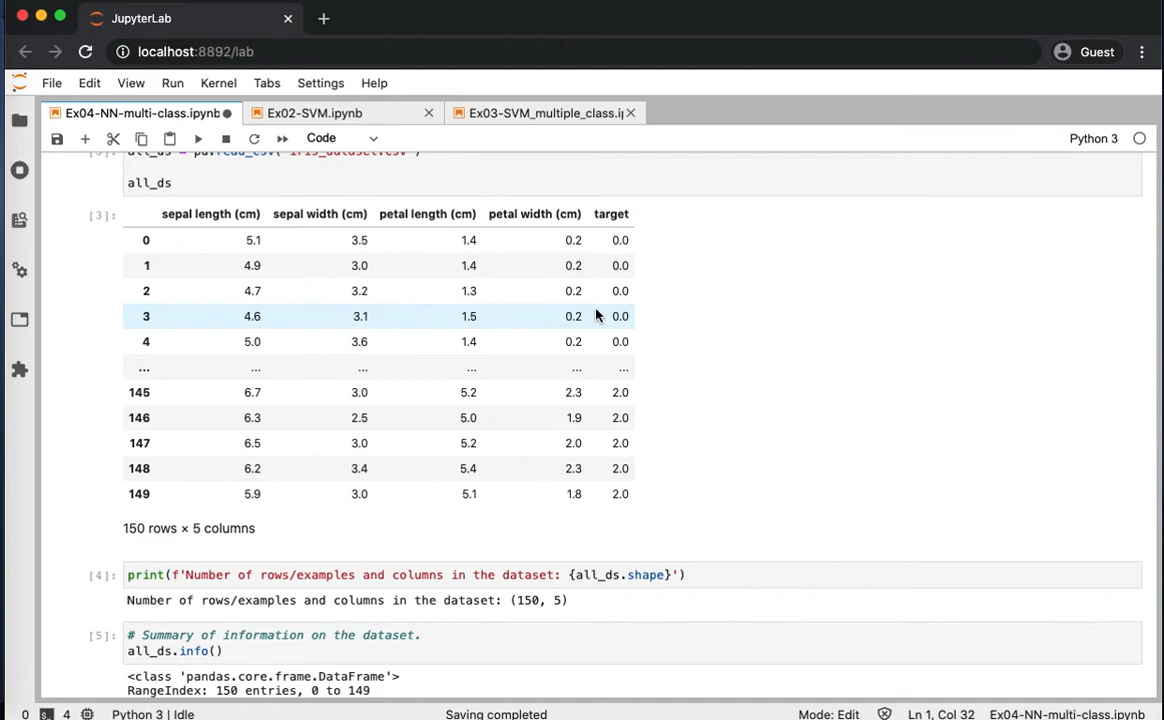 JupyterLab
localhost:8892/lab
Guest
File Edit View Run Kernel Tabs Settings Help
Ex04-NN-multi-class.ipynb Ex02-SVM.ipynb Ex03-SVM_multiple_class.i
Code Python 3
[3]: all_ds = pd.read_csv('iris_dataset.csv')
all_ds
[3]: sepal length (cm) sepal width (cm) petal length (cm) petal width (cm) target
0 5.1 3.5 1.4 0.2 0.0
1 4.9 3.0 1.4 0.2 0.0
2 4.7 3.2 1.3 0.2 0.0
3 4.6 3.1 1.5 0.2 0.0
4 5.0 3.6 1.4 0.2 0.0
... ... ... ... ... ...
145 6.7 3.0 5.2 2.3 2.0
146 6.3 2.5 5.0 1.9 2.0
147 6.5 3.0 5.2 2.0 2.0
148 6.2 3.4 5.4 2.3 2.0
149 5.9 3.0 5.1 1.8 2.0
150 rows × 5 columns
[4]: print(f'Number of rows/examples and columns in the dataset: {all_ds.shape}')
Number of rows/examples and columns in the dataset: (150, 5)
[5]: # Summary of information on the dataset.
all_ds.info()
<class 'pandas.core.frame.DataFrame'>
RangeIndex: 150 entries, 0 to 149
0 4 Python 3 | Idle Saving completed Mode: Edit Ln 1, Col 32 Ex04-NN-multi-class.ipynb